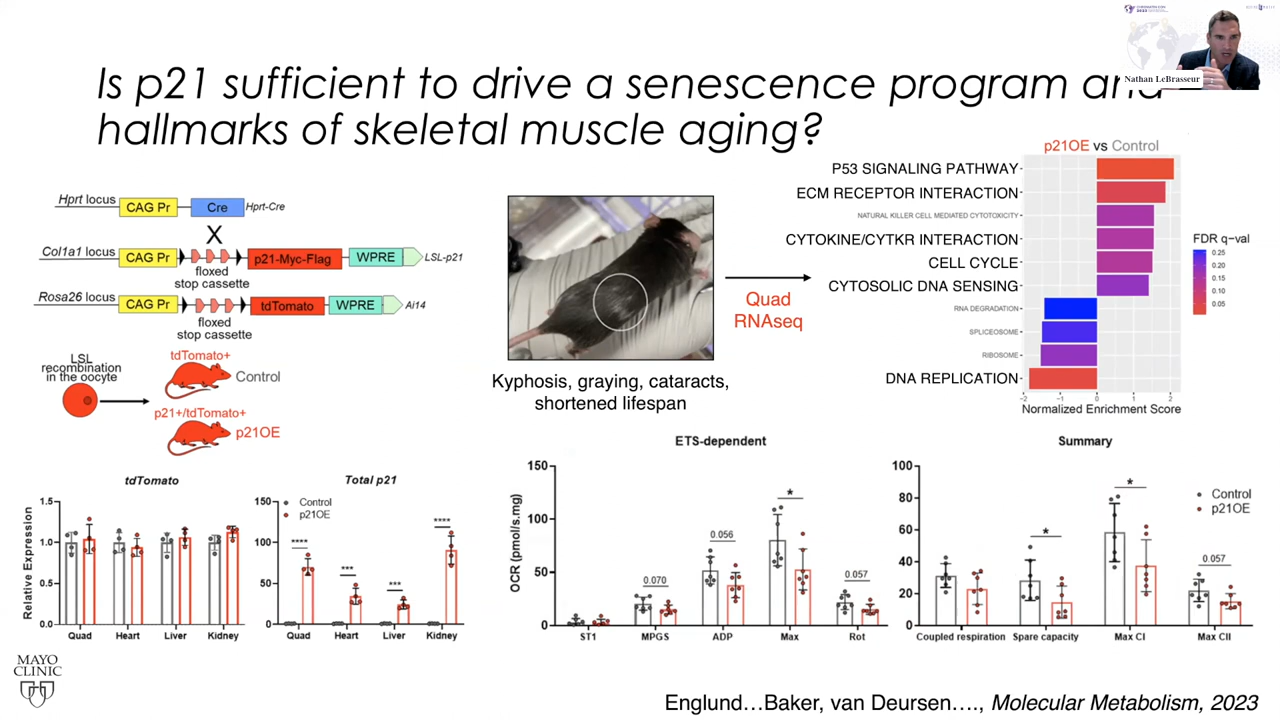 Nathan LeBrasseur
Is p21 sufficient to drive a senescence program and
hallmarks of skeletal muscle aging?
Hprt locus
CAG Pr
Cre
Hprt-Cre
X
Col1a1 locus
CAG Pr
p21-Myc-Flag
WPRE
LSL-p21
floxed
stop cassette
Rosa26 locus
CAG Pr
tdTomato
WPRE
Ai14
floxed
stop cassette
LSL
recombination
in the oocyte
tdTomato+
Control
p21+/tdTomato+
p21OE
Kyphosis, graying, cataracts,
shortened lifespan
Quad
RNAseq
p21OE vs Control
P53 SIGNALING PATHWAY
ECM RECEPTOR INTERACTION
NATURAL KILLER CELL MEDIATED CYTOTOXICITY
CYTOKINE/CYTKR INTERACTION
CELL CYCLE
CYTOSOLIC DNA SENSING
RNA DEGRADATION
SPLICEOSOME
RIBOSOME
DNA REPLICATION
-2 -1 0 1 2
Normalized Enrichment Score
FDR q-val
0.25
0.20
0.15
0.10
0.05
tdTomato
Relative Expression
1.5
1.0
0.5
0.0
Quad Heart Liver Kidney
Total p21
Control
p21OE
150
100
50
0
**** *** *** ****
Quad Heart Liver Kidney
ETS-dependent
OCR (pmol/s.mg)
150
100
50
0
0.070 0.056 * 0.057
ST1 MPGS ADP Max Rot
Summary
Control
p21OE
100
80
60
40
20
0
* * 0.057
Coupled respiration Spare capacity Max CI Max CII
MAYO
CLINIC
Englund…Baker, van Deursen…., Molecular Metabolism, 2023